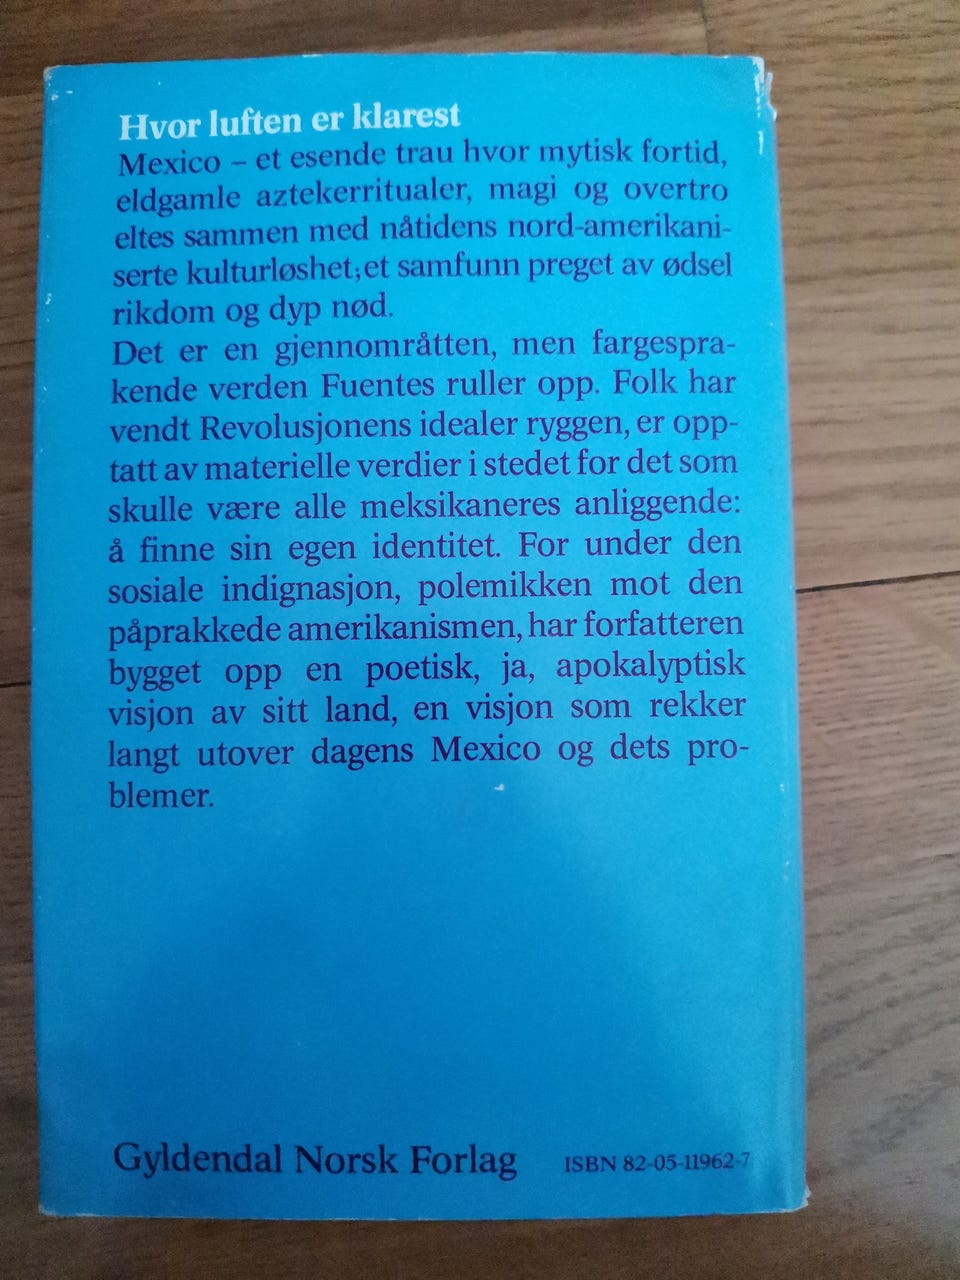 Hvor luften er klarest
Mexico – et esende trau hvor mytisk fortid,
eldgamle aztekerritualer, magi og overtro
eltes sammen med nåtidens nord-amerikani-
serte kulturløshet; et samfunn preget av ødsel
rikdom og dyp nød.
Det er en gjennområtten, men fargespra-
kende verden Fuentes ruller opp. Folk har
vendt Revolusjonens idealer ryggen, er opp-
tatt av materielle verdier i stedet for det som
skulle være alle meksikaneres anliggende:
å finne sin egen identitet. For under den
sosiale indignasjon, polemikken mot den
påprakkede amerikanismen, har forfatteren
bygget opp en poetisk, ja, apokalyptisk
visjon av sitt land, en visjon som rekker
langt utover dagens Mexico og dets pro-
blemer.
Gyldendal Norsk Forlag ISBN 82-05-11962-7